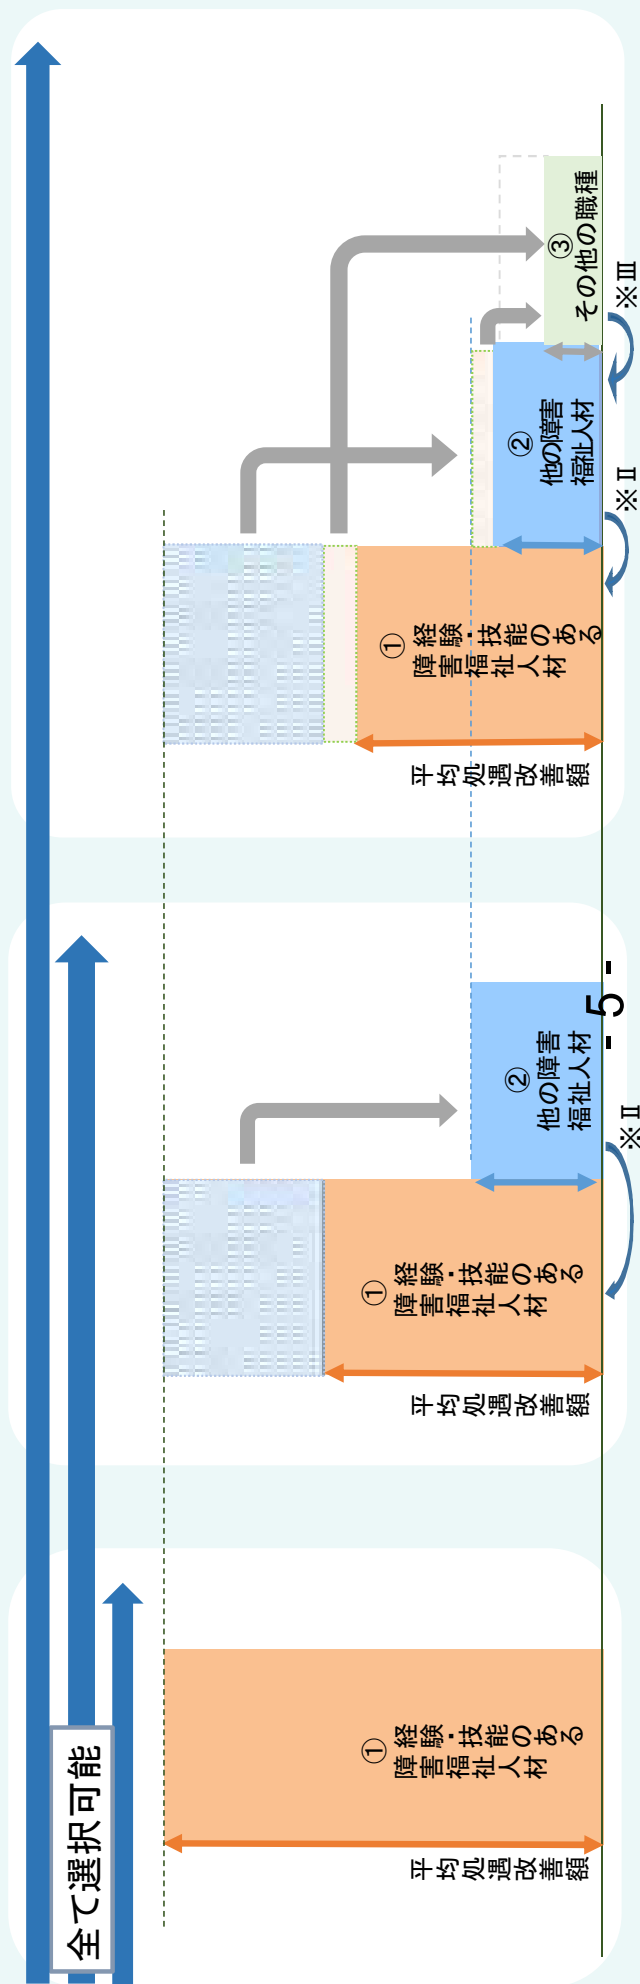 全て選択可能
平均処遇改善額
①
経験・技能のある
障害福祉人材
平均処遇改善額
①
経験・技能のある
障害福祉人材
②
他の障害
福祉人材
※Ⅱ
平均処遇改善額
①
経験・技能のある
障害福祉人材
②
他の障害
福祉人材
③
その他の職種
※Ⅱ
※Ⅲ
- 5 -